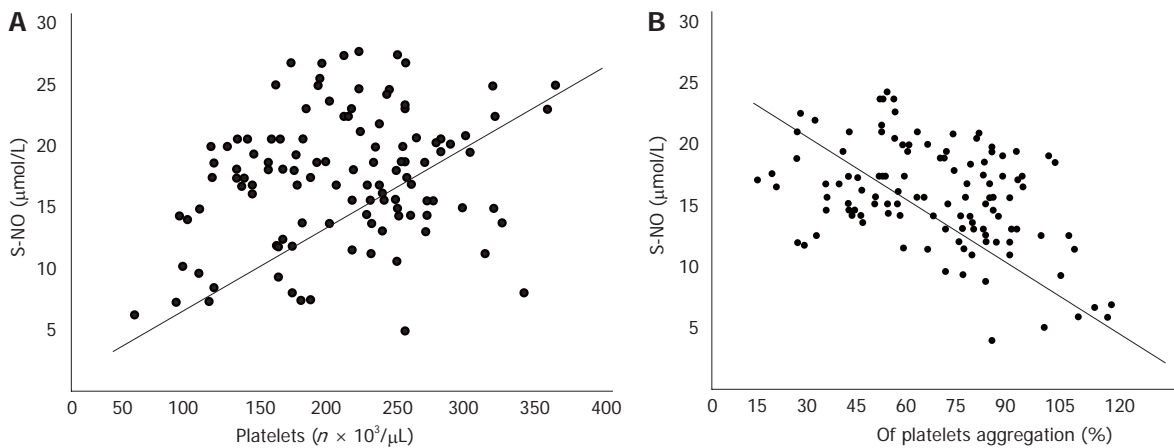 A
30
25
20
15
10
5
S-NO (μmol/L)
0 50 100 150 200 250 300 350 400
Platelets (n × 10³/μL)
B
30
25
20
15
10
5
0
S-NO (μmol/L)
0 15 30 45 60 75 90 105 120
Of platelets aggregation (%)